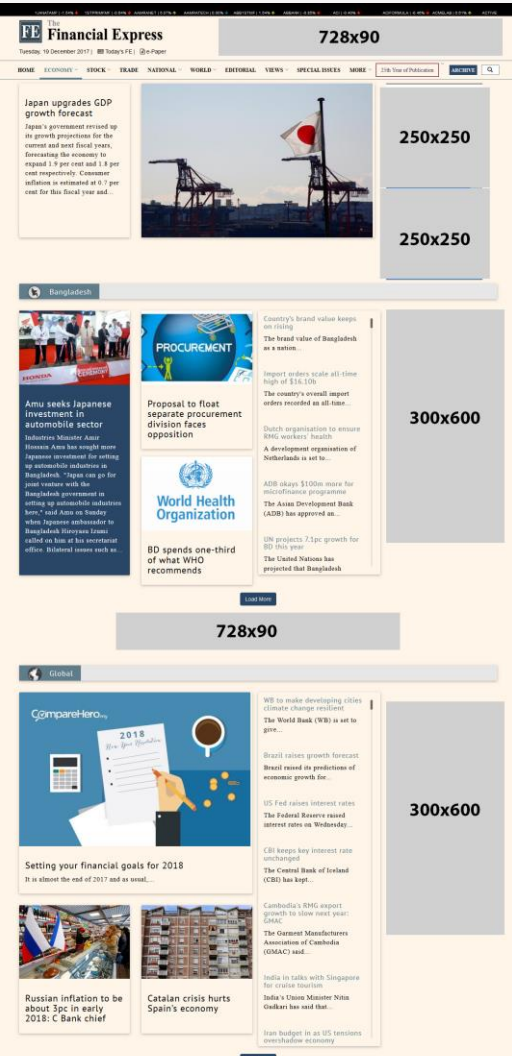 The
FE Financial Express
728x90
Tuesday, 19 December 2017 | Today's FE | e-Paper
HOME ECONOMY STOCK TRADE NATIONAL WORLD EDITORIAL VIEWS SPECIAL ISSUES MORE 25th Year of Publication ARCHIVE
Japan upgrades GDP
growth forecast
Japan's government revised up
its growth projections for the
current and next fiscal years,
forecasting the economy to
expand 1.9 per cent and 1.8 per
cent respectively. Consumer
inflation is estimated at 0.7 per
cent for this fiscal year and...
250x250
250x250
Bangladesh
HONDA
Amu seeks Japanese
investment in
automobile sector
Industries Minister Amir
Hossain Amu has sought more
Japanese investment for setting
up automobile industries in
Bangladesh. "Japan can go for
joint venture with the
Bangladesh government in
setting up automobile industries
here," said Amu on Sunday
when Japanese ambassador to
Bangladesh Hiroyasu Izumi
called on him at his secretariat
office. Bilateral issues such as...
PROCUREMENT
Proposal to float
separate procurement
division faces
opposition
World Health
Organization
BD spends one-third
of what WHO
recommends
Country's brand value keeps
on rising
The brand value of Bangladesh
as a nation...
Import orders scale all-time
high of $16.10b
The country's overall import
orders recorded an all-time...
Dutch organisation to ensure
RMG workers' health
A development organisation of
Netherlands is set to...
ADB okays $100m more for
microfinance programme
The Asian Development Bank
(ADB) has approved an...
UN projects 7.1pc growth for
BD this year
The United Nations has
projected that Bangladesh
300x600
Load More
728x90
Global
CompareHero.my
2018
New Year Resolution
Setting your financial goals for 2018
It is almost the end of 2017 and as usual,...
Russian inflation to be
about 3pc in early
2018: C Bank chief
Catalan crisis hurts
Spain's economy
WB to make developing cities
climate change resilient
The World Bank (WB) is set to
give...
Brazil raises growth forecast
Brazil raised its predictions of
economic growth for...
US Fed raises interest rates
The Federal Reserve raised
interest rates on Wednesday...
CBI keeps key interest rate
unchanged
The Central Bank of Iceland
(CBI) has kept...
Cambodia's RMG export
growth to slow next year:
GMAC
The Garment Manufacturers
Association of Cambodia
(GMAC) said...
India in talks with Singapore
for cruise tourism
India's Union Minister Nitin
Gadkari has said that...
Iran budget in as US tensions
overshadow economy
300x600